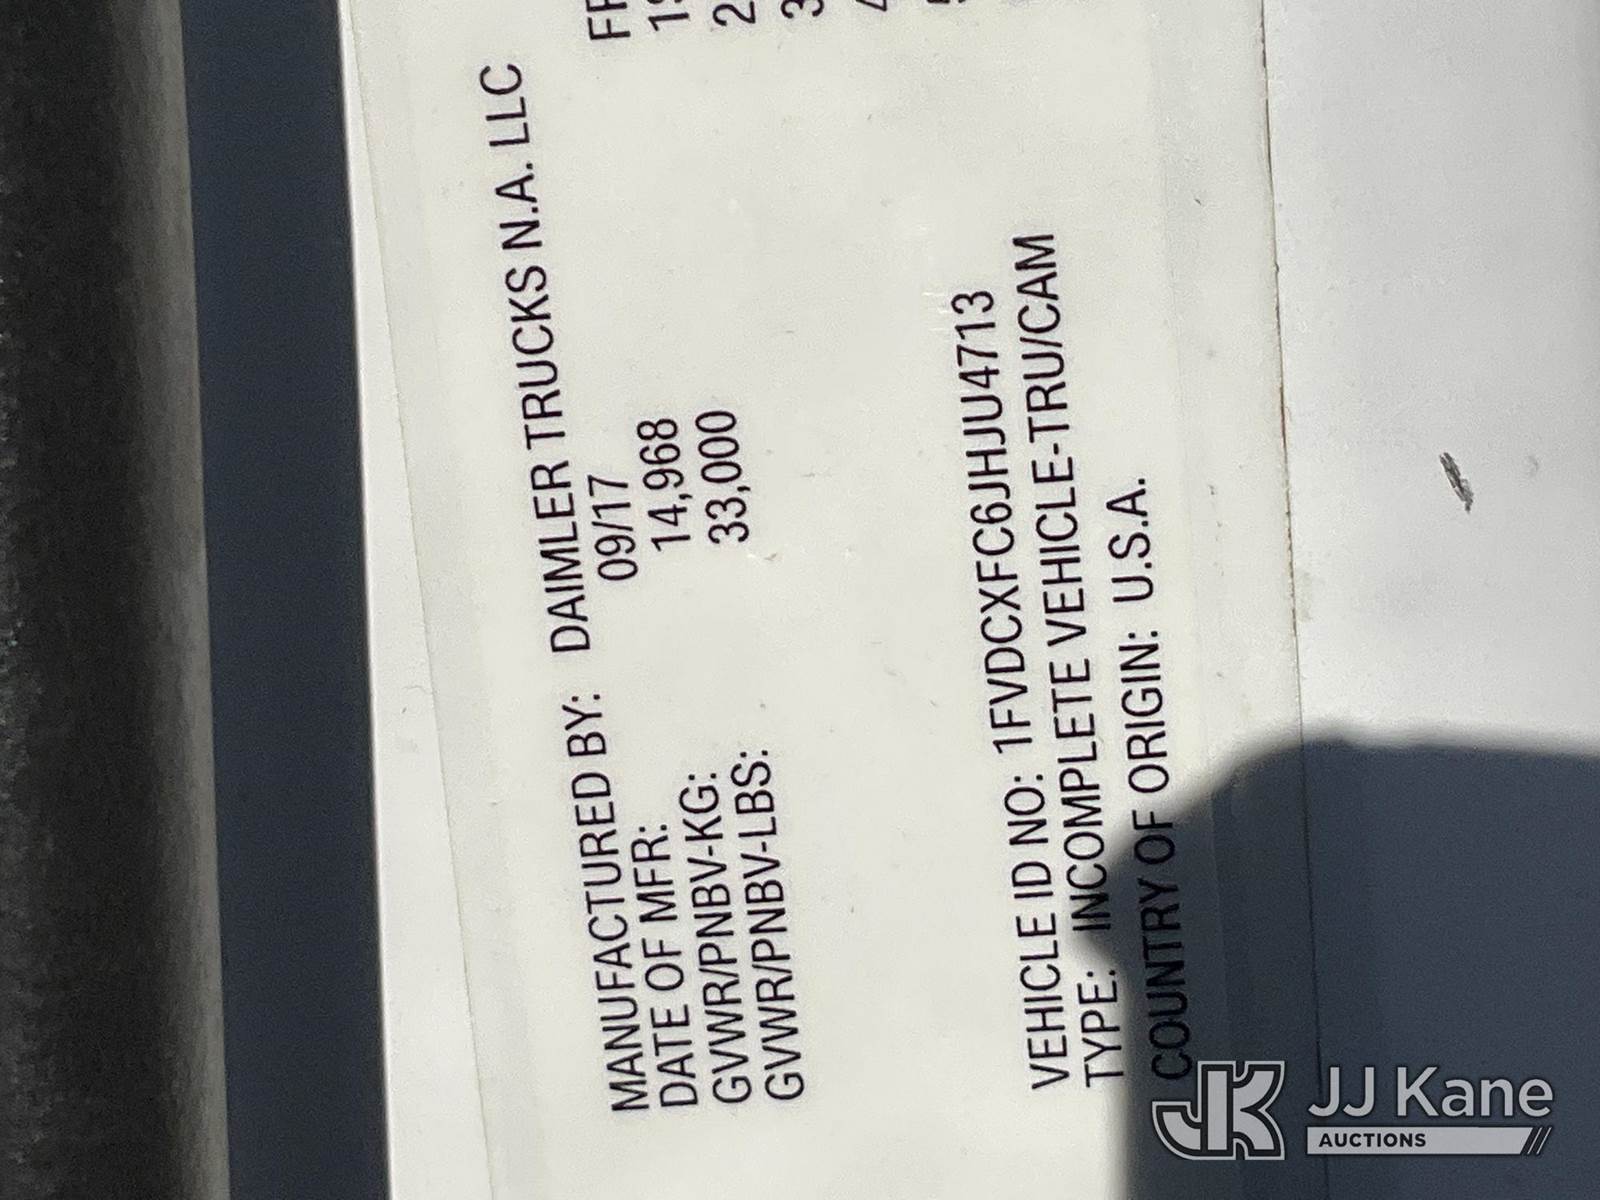 MANUFACTURED BY: DAIMLER TRUCKS N.A. LLC
DATE OF MFR: 09/17
GVWR/PNBV-KG: 14,968
GVWR/PNBV-LBS: 33,000
VEHICLE ID NO: 1FVDCXFC6JHJU4713
TYPE: INCOMPLETE VEHICLE-TRU/CAM
COUNTRY OF ORIGIN: U.S.A.
JK JJ Kane
AUCTIONS